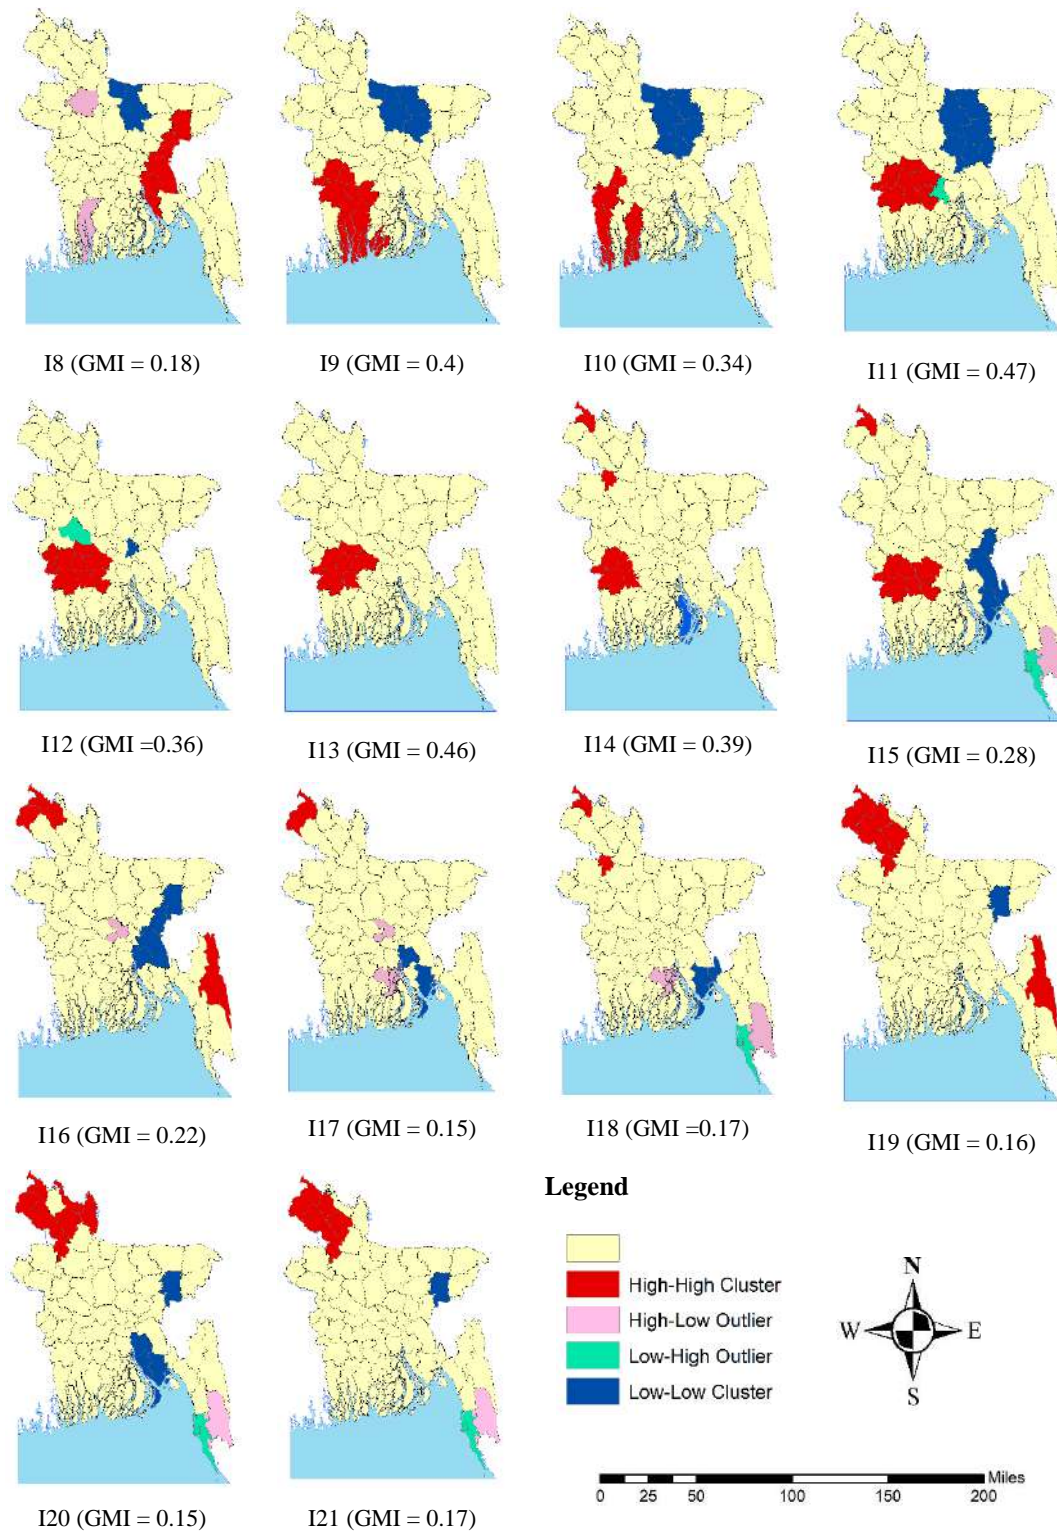 I8 (GMI = 0.18)
I9 (GMI = 0.4)
I10 (GMI = 0.34)
I11 (GMI = 0.47)
I12 (GMI =0.36)
I13 (GMI = 0.46)
I14 (GMI = 0.39)
I15 (GMI = 0.28)
I16 (GMI = 0.22)
I17 (GMI = 0.15)
I18 (GMI =0.17)
I19 (GMI = 0.16)
Legend
High-High Cluster
High-Low Outlier
Low-High Outlier
Low-Low Cluster
N
W E
S
Miles
0 25 50 100 150 200
I20 (GMI = 0.15)
I21 (GMI = 0.17)